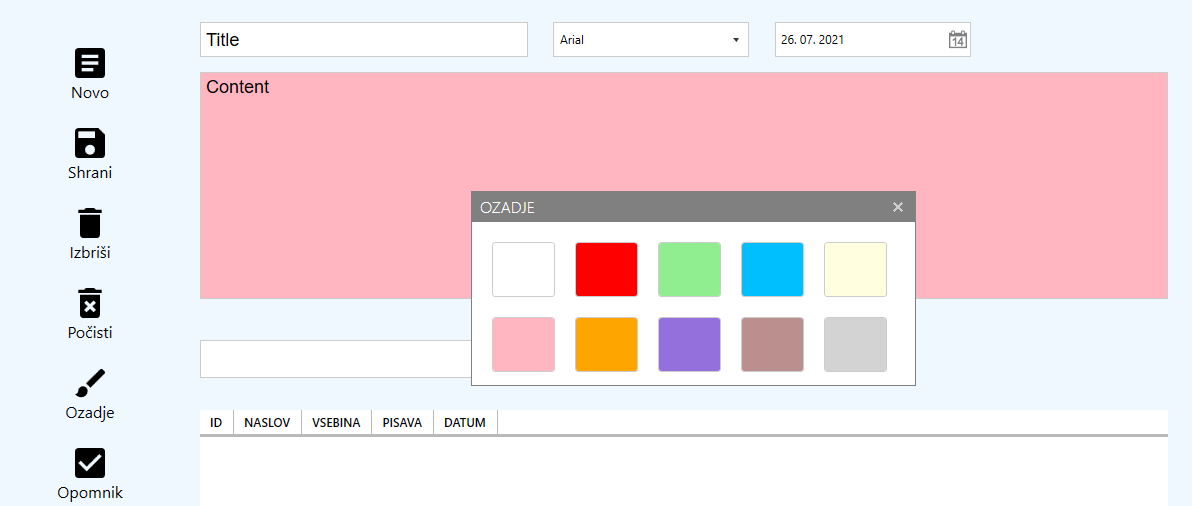 Title
Arial
26. 07. 2021
14
Content
Novo
Shrani
Izbriši
Počisti
Ozadje
Opomnik
OZADJE
ID NASLOV VSEBINA PISAVA DATUM